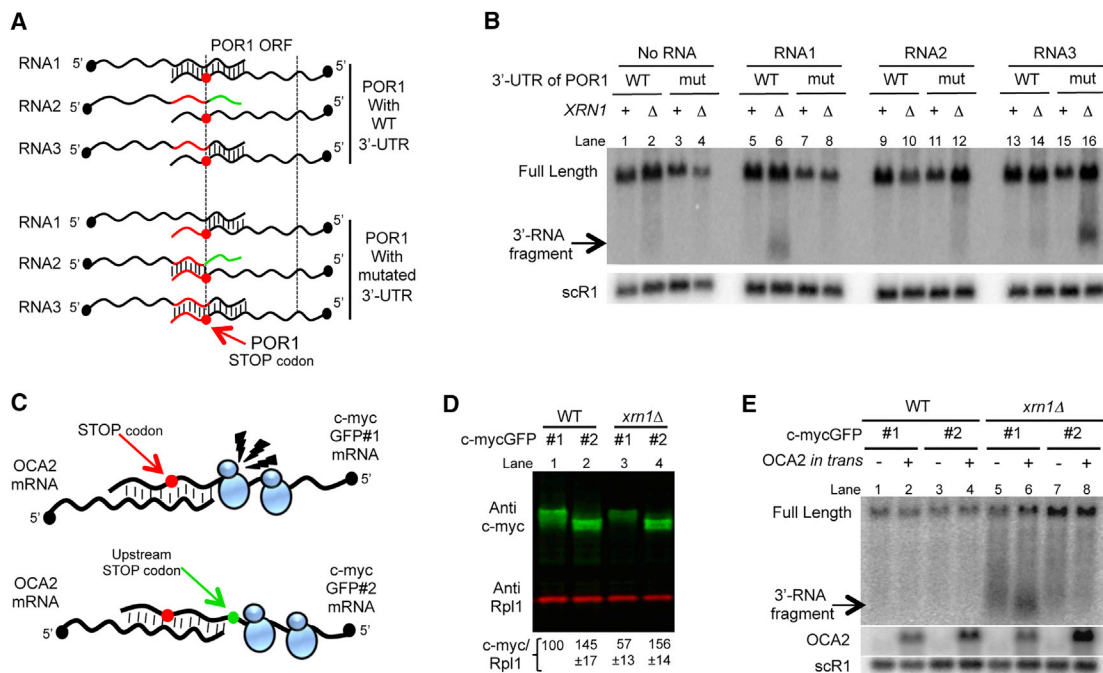 A
POR1 ORF
RNA1 5' 5'
RNA2 5' 5'
RNA3 5' 5'
POR1
With
WT
3'-UTR
RNA1 5' 5'
RNA2 5' 5'
RNA3 5' 5'
POR1
With
mutated
3'-UTR
POR1
STOP codon
B
No RNA RNA1 RNA2 RNA3
3'-UTR of POR1 WT mut WT mut WT mut WT mut
XRN1 + Δ + Δ + Δ + Δ + Δ + Δ + Δ + Δ
Lane 1 2 3 4 5 6 7 8 9 10 11 12 13 14 15 16
Full Length
3'-RNA
fragment
scR1
C
STOP codon
c-myc
GFP#1
mRNA
OCA2
mRNA
5'
5'
Upstream
STOP codon
c-myc
GFP#2
mRNA
OCA2
mRNA
5'
5'
D
WT xrn1Δ
c-mycGFP #1 #2 #1 #2
Lane 1 2 3 4
Anti
c-myc
Anti
Rpl1
c-myc/
Rpl1
100 145 57 156
±17 ±13 ±14
E
WT xrn1Δ
c-mycGFP #1 #2 #1 #2
OCA2 in trans - + - + - + - +
Lane 1 2 3 4 5 6 7 8
Full Length
3'-RNA
fragment
OCA2
scR1